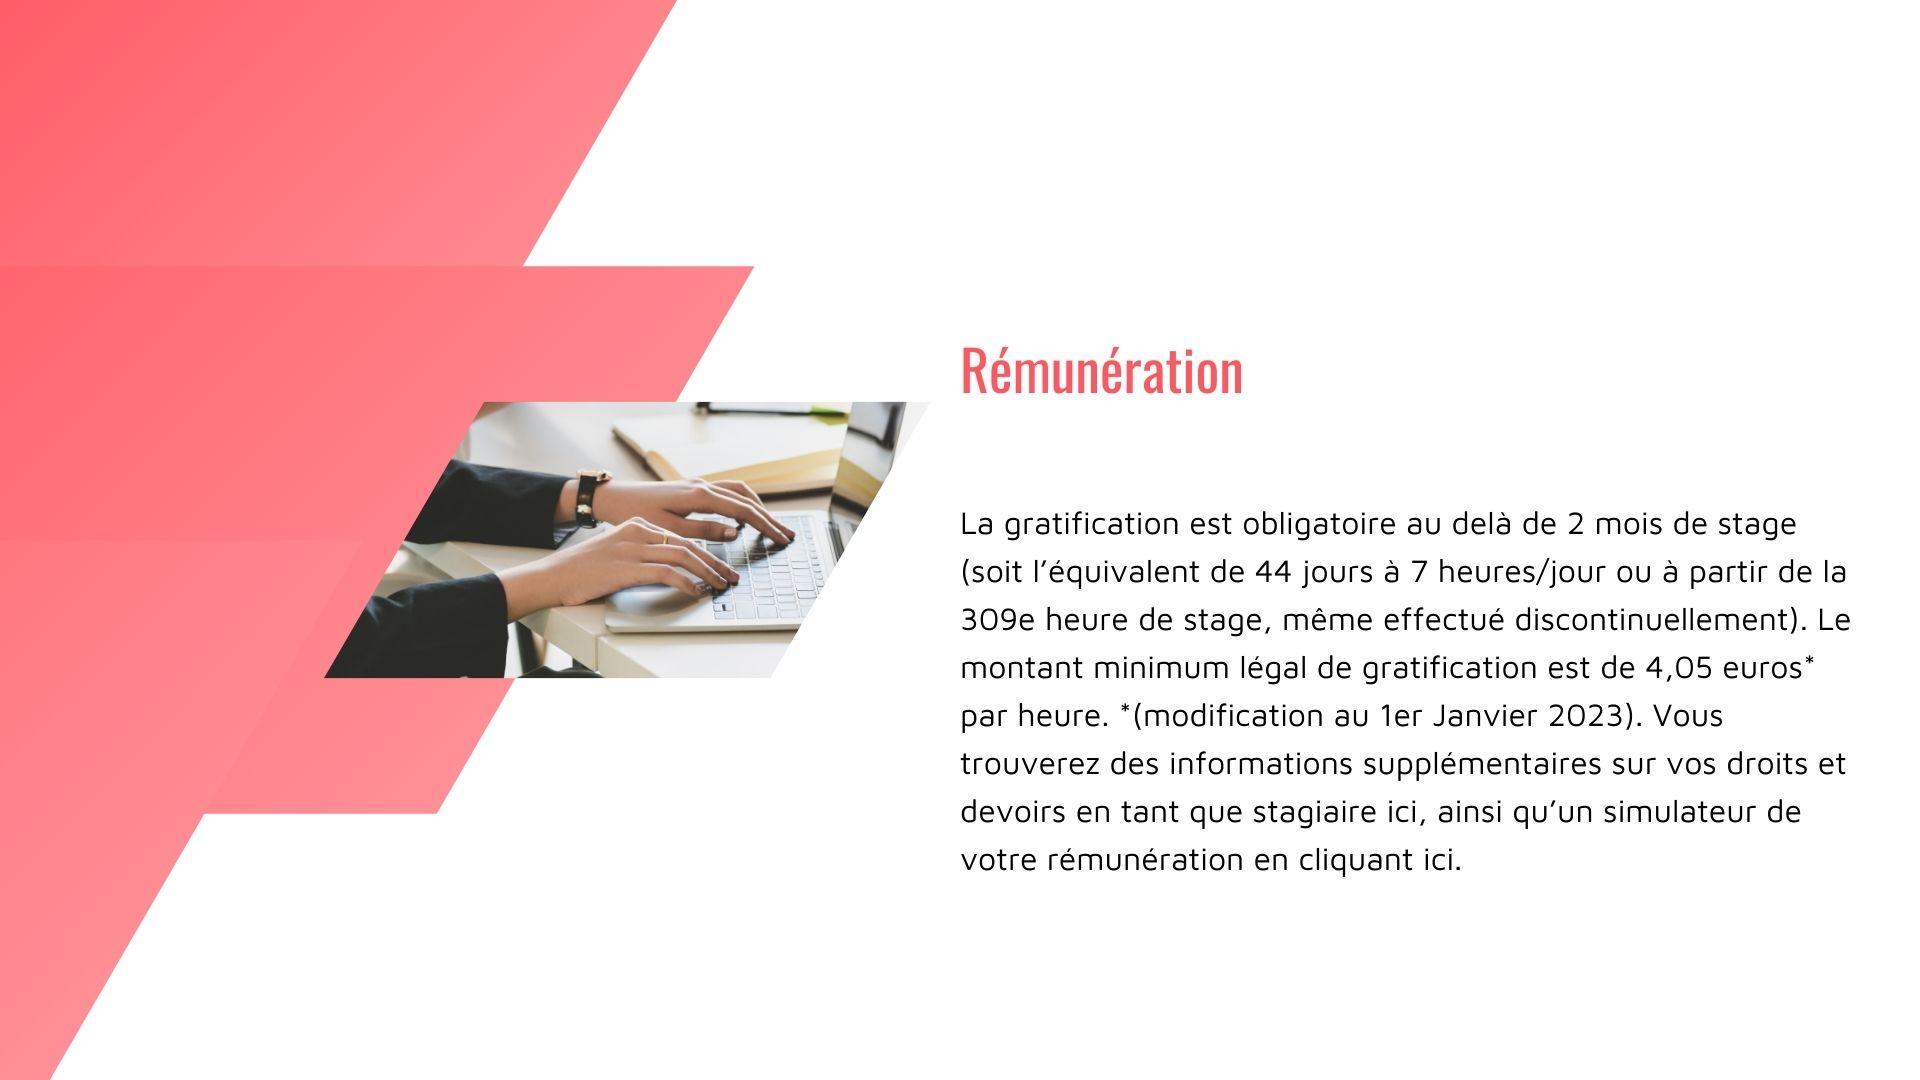 Rémunération
La gratification est obligatoire au delà de 2 mois de stage
(soit l’équivalent de 44 jours à 7 heures/jour ou à partir de la
309e heure de stage, même effectué discontinuellement). Le
montant minimum légal de gratification est de 4,05 euros*
par heure. *(modification au 1er Janvier 2023). Vous
trouverez des informations supplémentaires sur vos droits et
devoirs en tant que stagiaire ici, ainsi qu’un simulateur de
votre rémunération en cliquant ici.